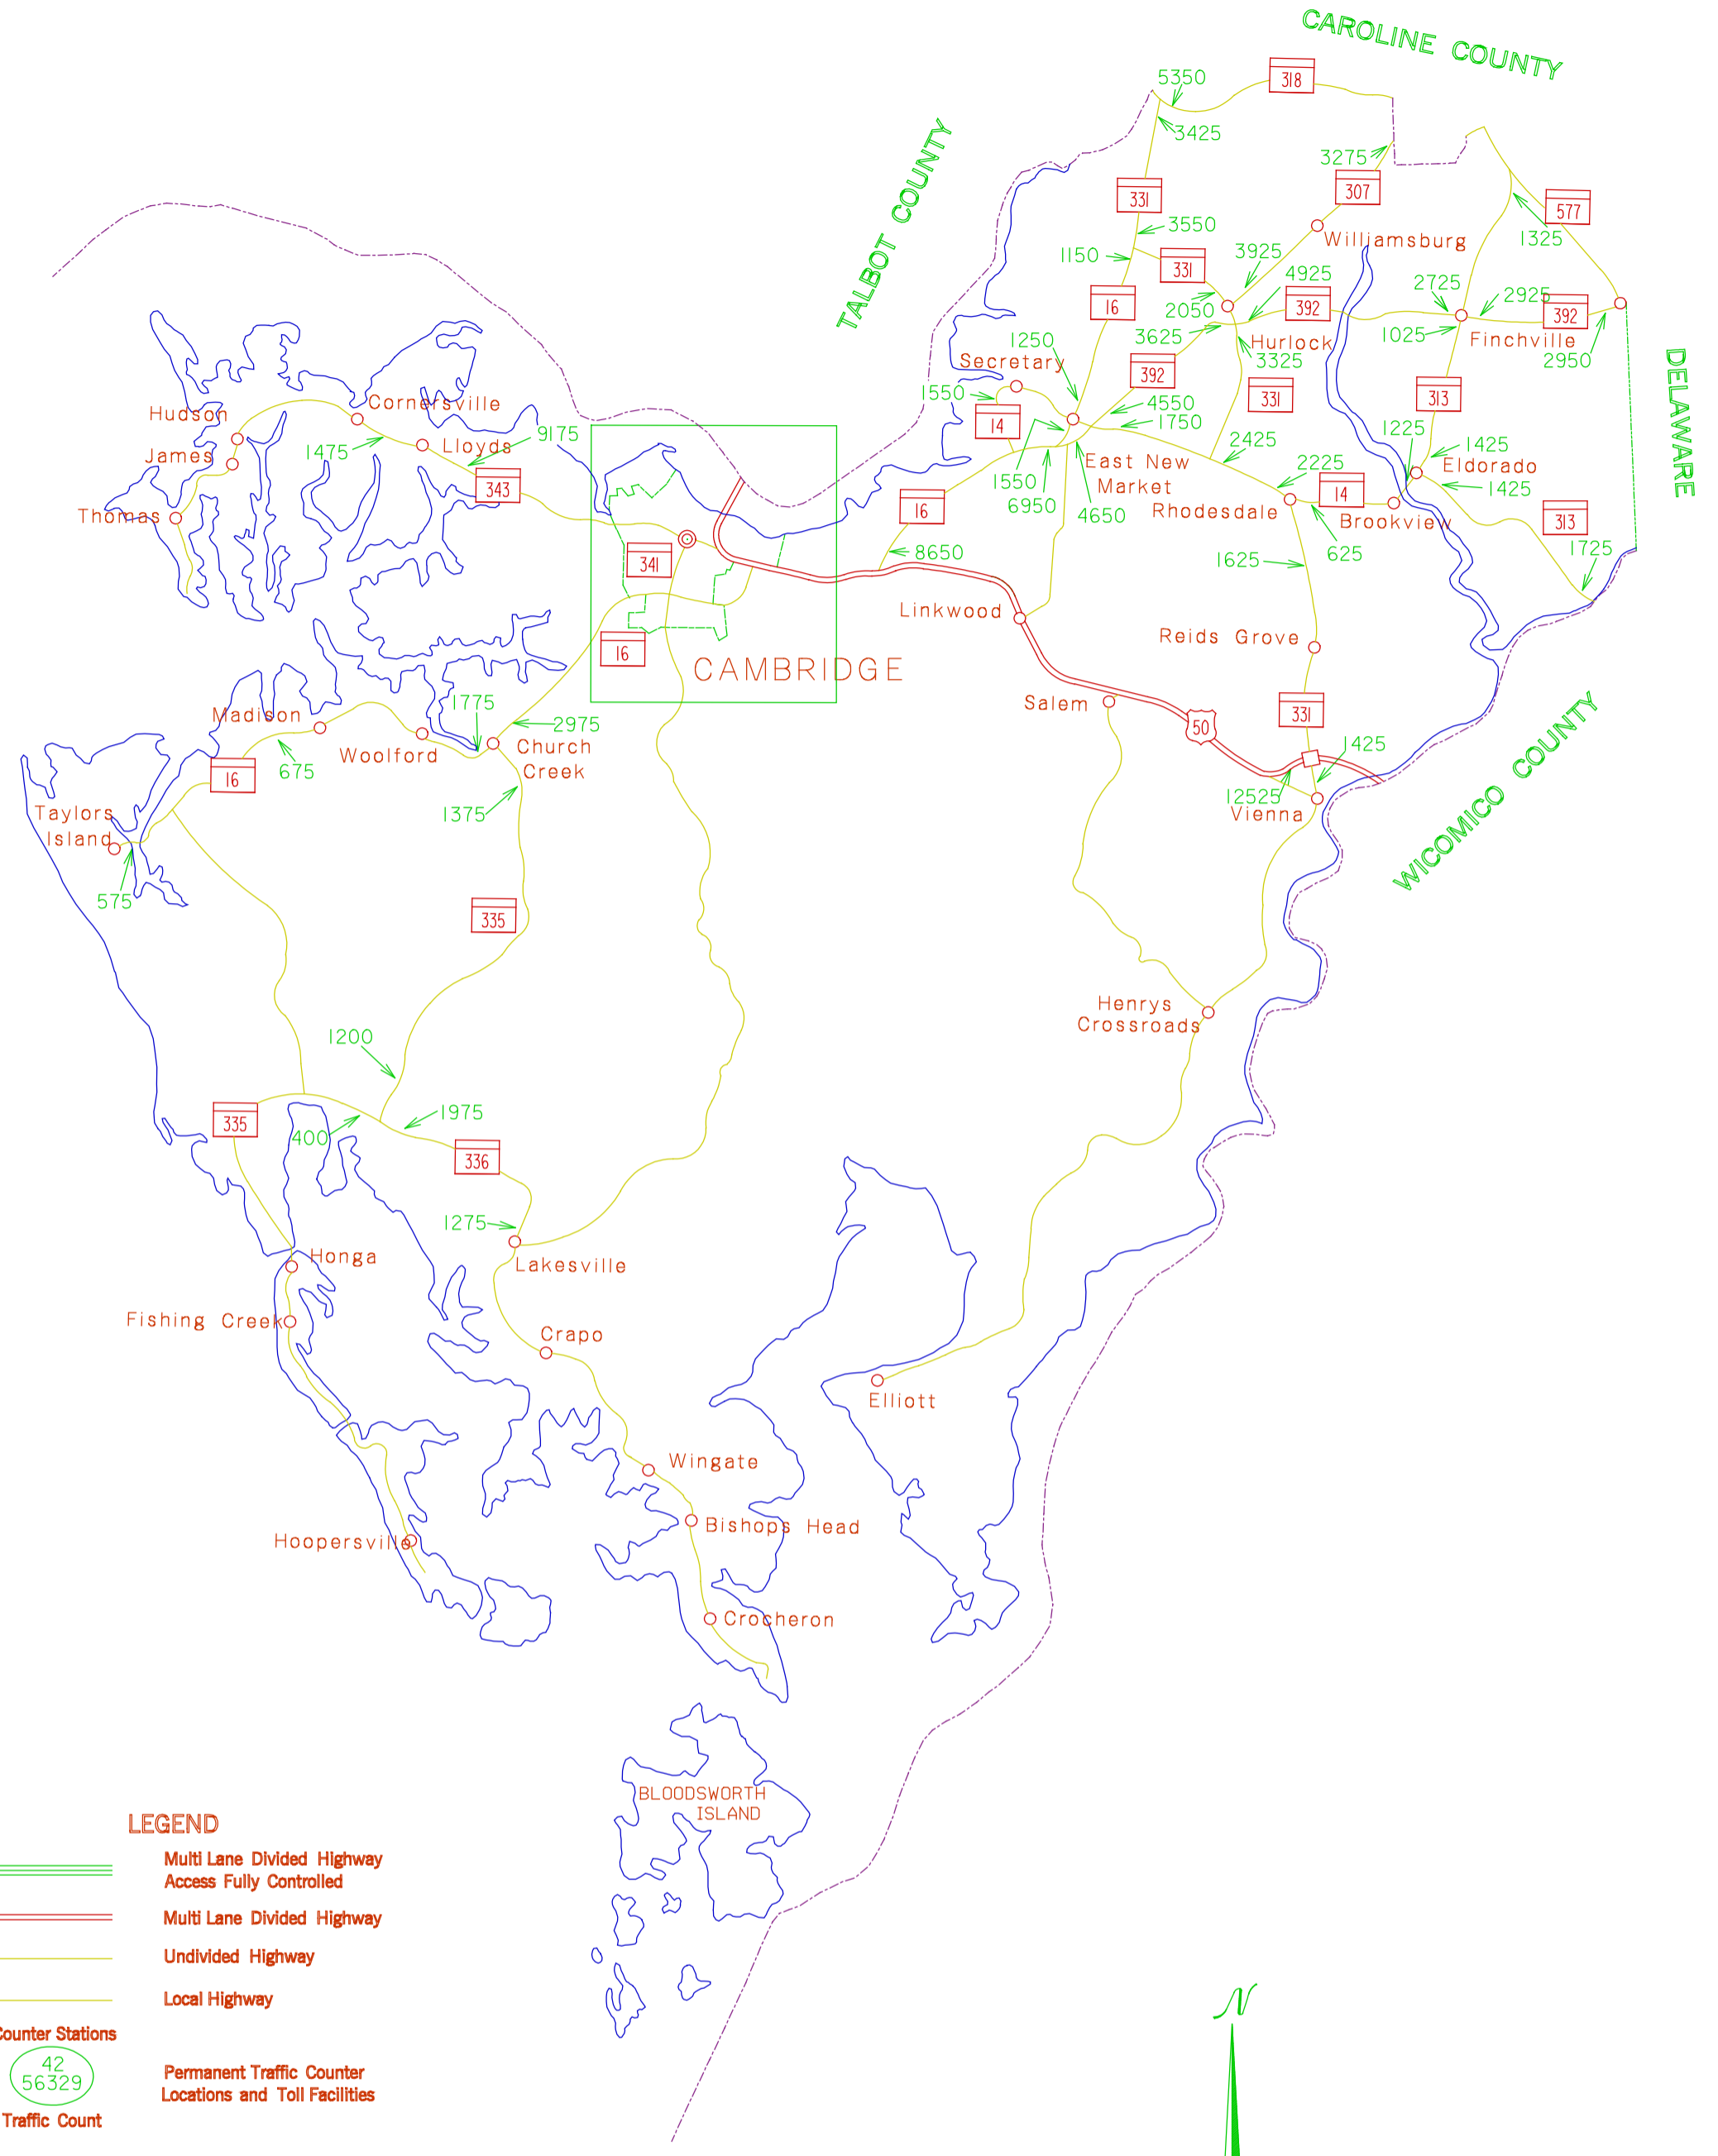 CAROLINE COUNTY
5350
318
3425
TALBOT COUNTY
3275
307
331
577
3550
Williamsburg
1325
1150
331
3925
4925
2725
2925
16
2050
392
392
3625
1025
Finchville
1250
Hurlock
2950
Secretary
3325
DELAWARE
392
1550
331
313
Hudson
Cornersville
4550
14
1750
1225
James
1475
Lloyds
9175
2425
1425
343
East New
Market
1550
2225
Eldorado
1425
6950
4650
14
Thomas
16
Rhodesdale
Brookview
313
341
8650
625
1725
1625
Linkwood
16
Reids Grove
CAMBRIDGE
1775
Salem
331
WICOMICO COUNTY
Madison
2975
50
Woolford
Church
Creek
1425
675
16
1375
12525
Vienna
Taylors
Island
575
335
Henrys
Crossroads
1200
335
1975
400
336
1275
Honga
Lakesville
Fishing Creek
Crapo
Elliott
Wingate
Bishops Head
Hoopersville
Crocheron
BLOODSWORTH
ISLAND
LEGEND
Multi Lane Divided Highway
Access Fully Controlled
Multi Lane Divided Highway
Undivided Highway
Local Highway
Counter Stations
42
56329
Permanent Traffic Counter
Locations and Toll Facilities
Traffic Count
N